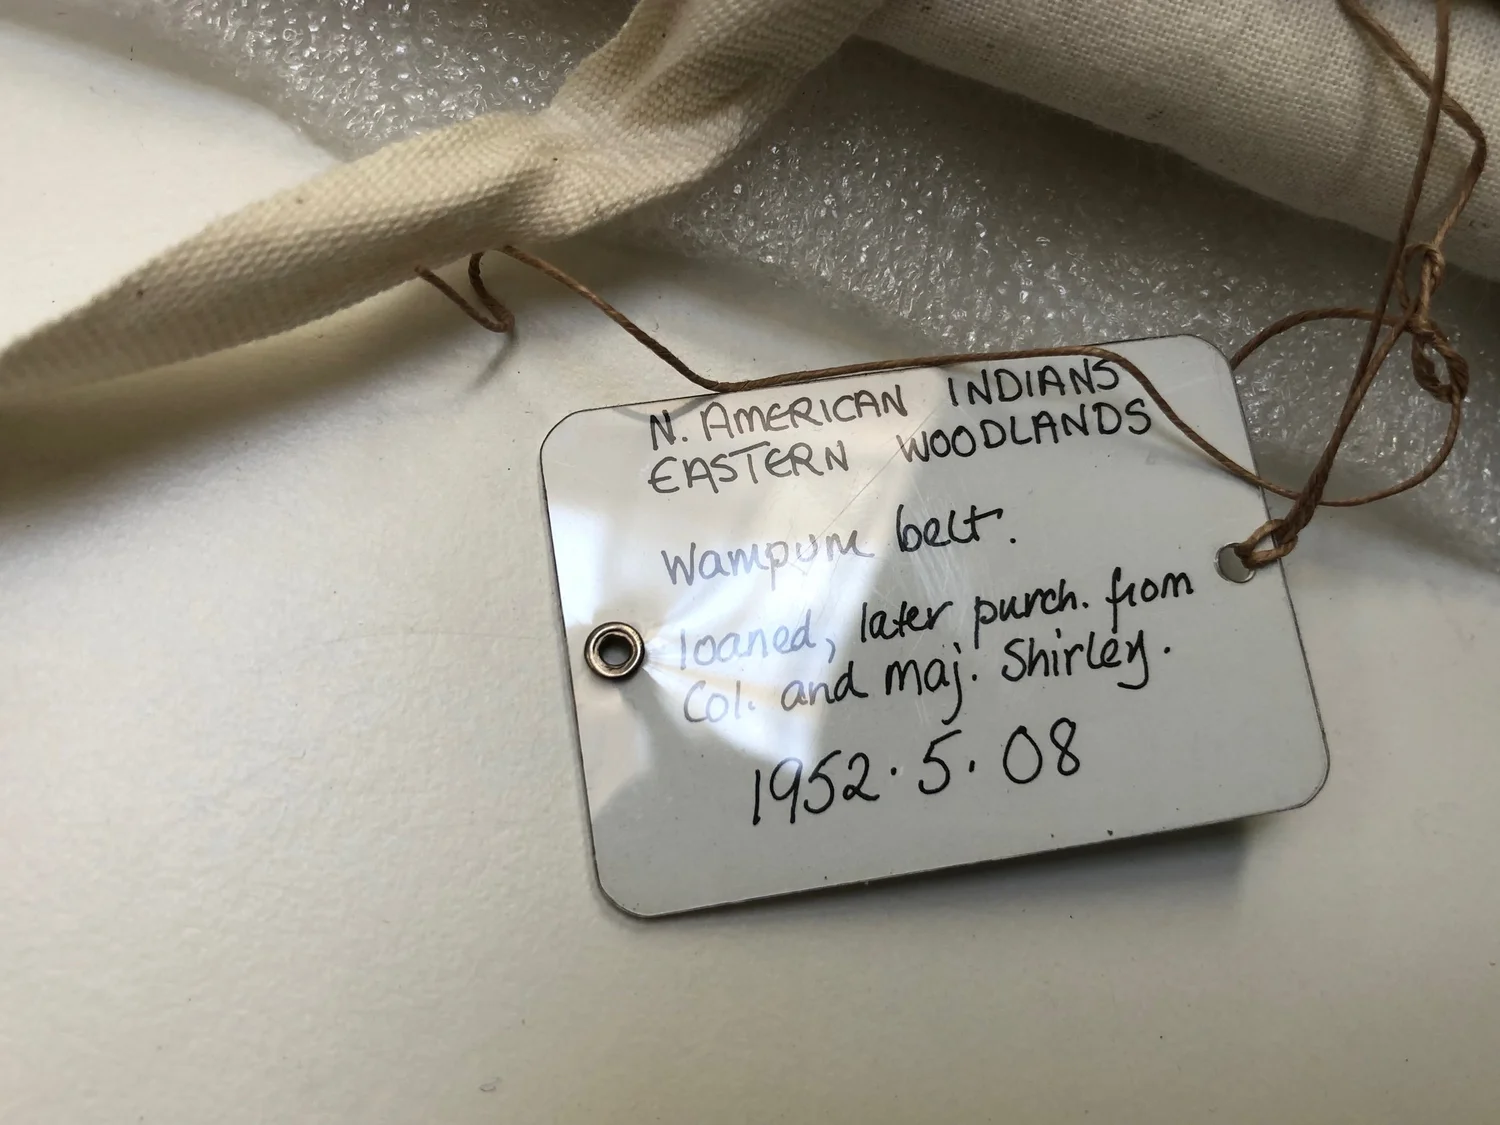 N. AMERICAN INDIANS
EASTERN WOODLANDS
Wampum belt.
loaned, later purch. from
Col. and Maj. Shirley.
1952.5.08